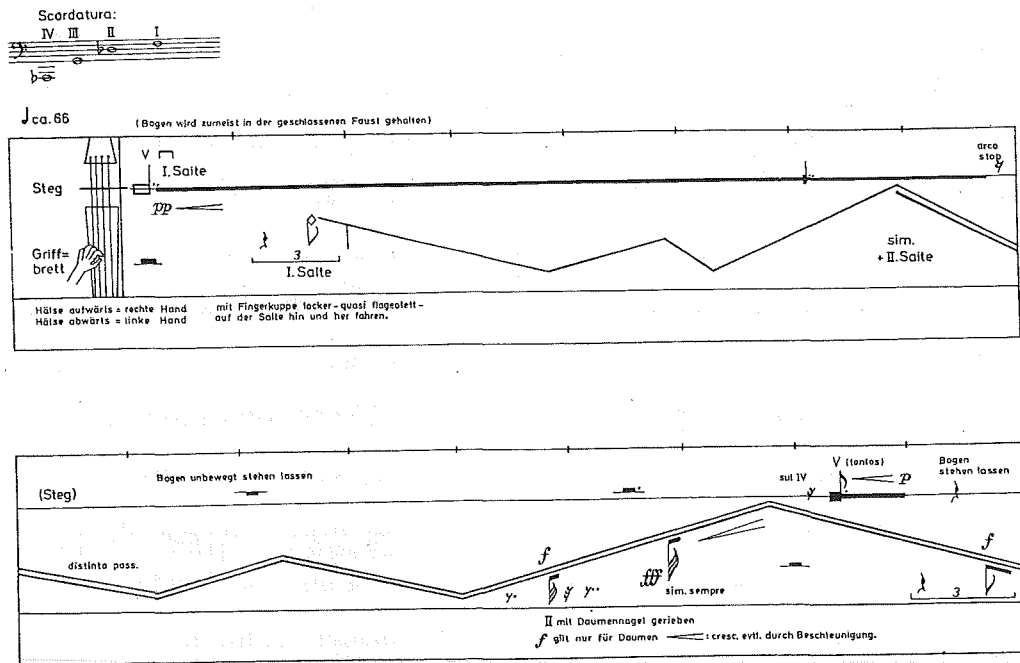 Scordatura:
IV III II I
♩ ca. 66
(Bogen wird zumeist in der geschlossenen Faust gehalten)
V
I. Saite
arco
stop
Steg
pp
Griff=
brett
3
I. Saite
sim.
+ II. Saite
Hälse aufwärts = rechte Hand
Hälse abwärts = linke Hand
mit Fingerkuppe locker - quasi flageolett -
auf der Saite hin und her fahren.
(Steg)
Bogen unbewegt stehen lassen
sul IV
V (tonlos)
p
Bogen
stehen lassen
distinto poss.
f
fff
sim. sempre
f
3
II mit Daumennagel gerieben
f gilt nur für Daumen
: cresc. evtl. durch Beschleunigung.